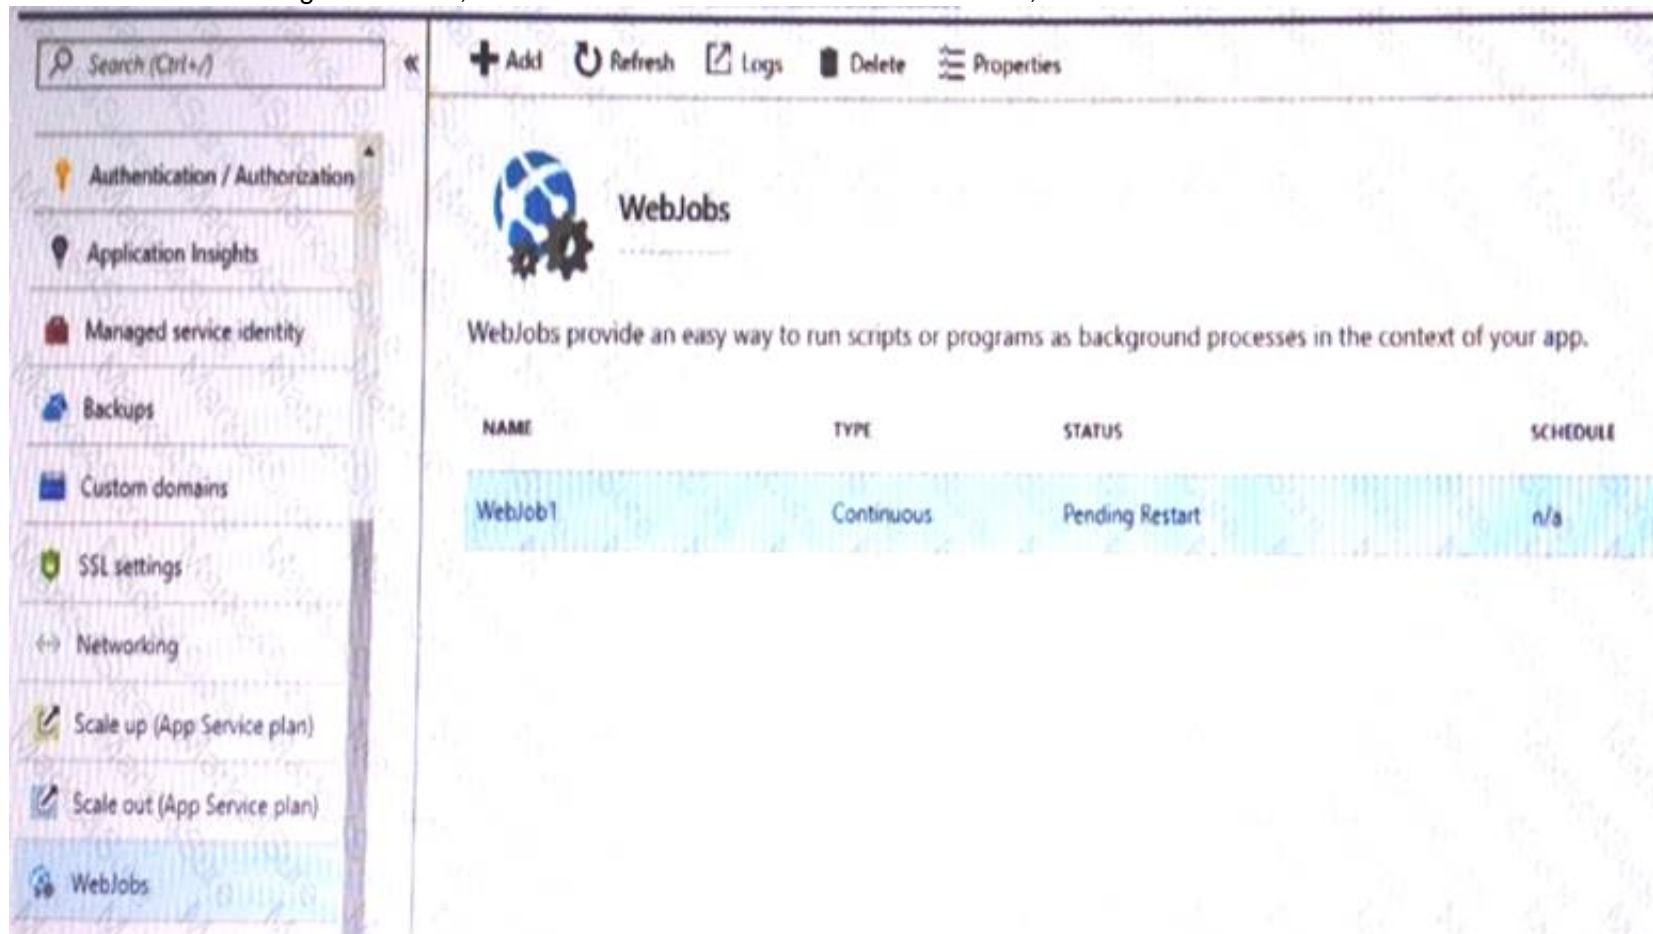 Search (Ctrl+/)
«
Add Refresh Logs Delete Properties
Authentication / Authorization
Application Insights
Managed service identity
Backups
Custom domains
SSL settings
Networking
Scale up (App Service plan)
Scale out (App Service plan)
WebJobs
WebJobs
WebJobs provide an easy way to run scripts or programs as background processes in the context of your app.
NAME TYPE STATUS SCHEDULE
WebJob1 Continuous Pending Restart n/a